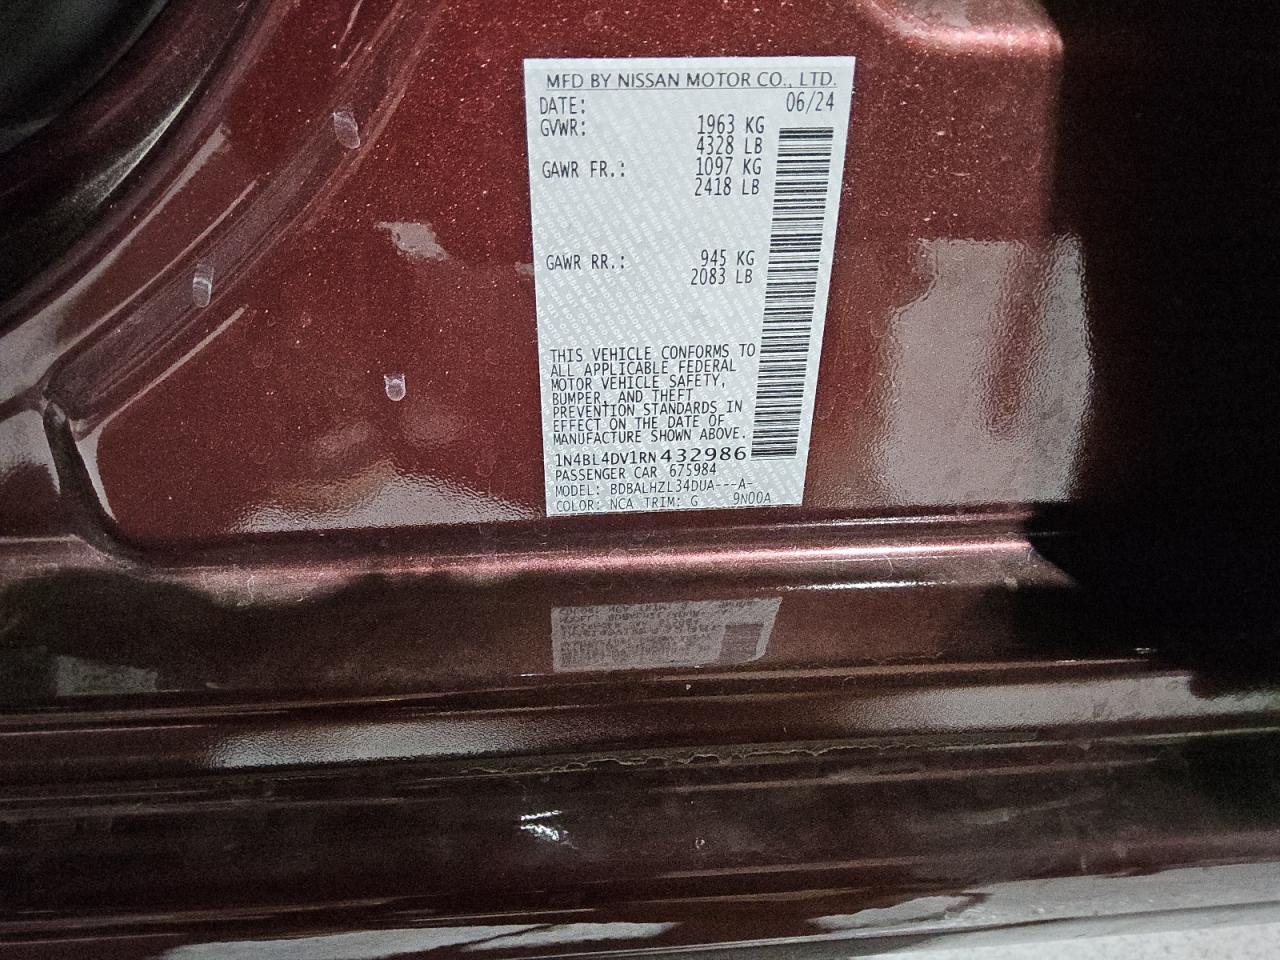 MFD BY NISSAN MOTOR CO., LTD.
DATE: 06/24
GVWR: 1963 KG
4328 LB
GAWR FR.: 1097 KG
2418 LB
GAWR RR.: 945 KG
2083 LB
THIS VEHICLE CONFORMS TO
ALL APPLICABLE FEDERAL
MOTOR VEHICLE SAFETY,
BUMPER, AND THEFT
PREVENTION STANDARDS IN
EFFECT ON THE DATE OF
MANUFACTURE SHOWN ABOVE.
1N4BL4DV1RN432986
PASSENGER CAR 675984
MODEL: BDBALHZL34DUA---A-
COLOR: NCA TRIM: G 9N00A